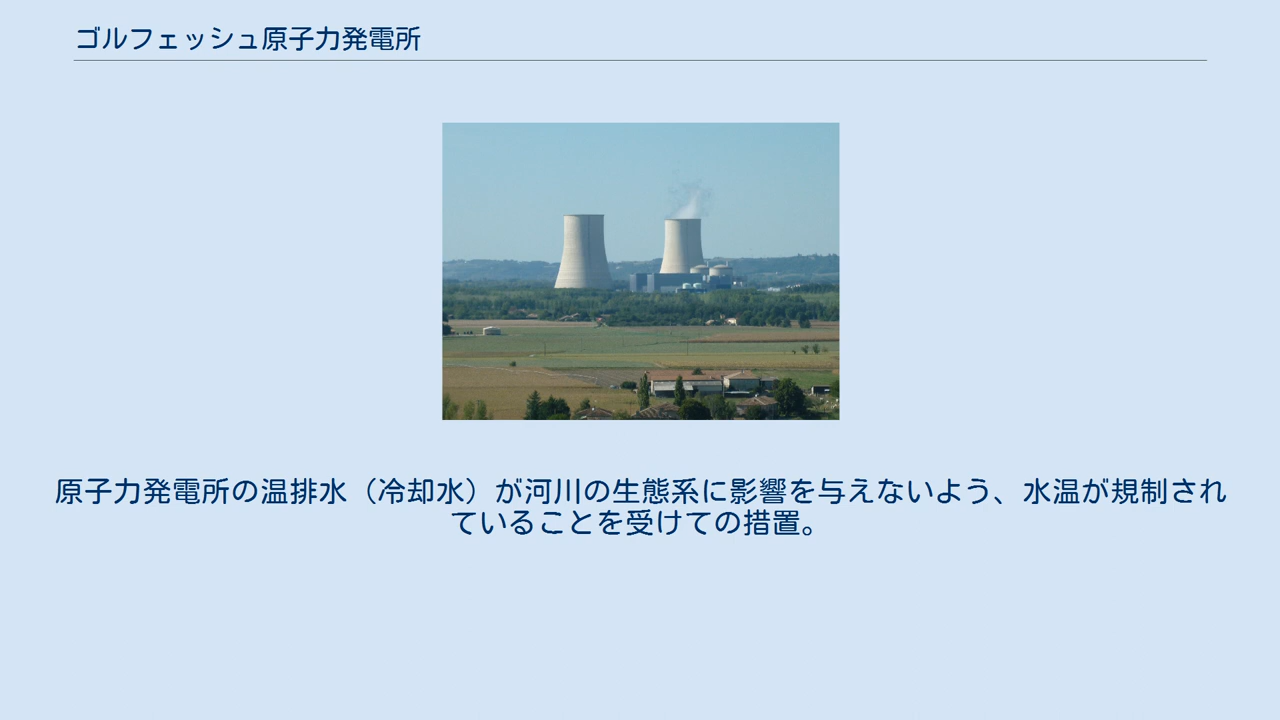 ゴルフェッシュ原子力発電所
原子力発電所の温排水（冷却水）が河川の生態系に影響を与えないよう、水温が規制され
ていることを受けての措置。